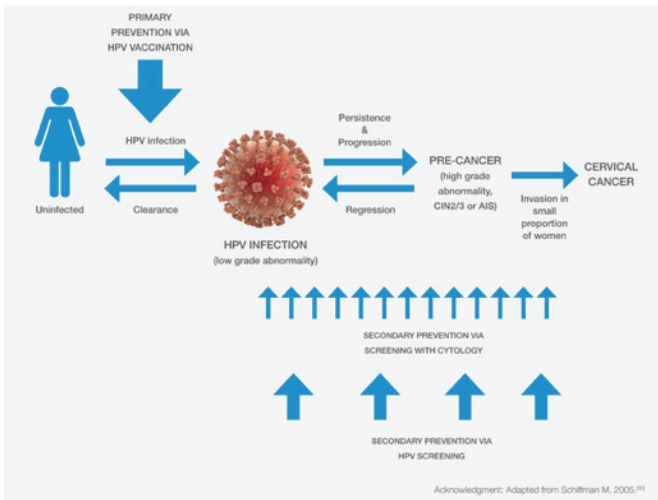 PRIMARY
PREVENTION VIA
HPV VACCINATION
HPV infection
Uninfected
Clearance
HPV INFECTION
(low grade abnormality)
Persistence
&
Progression
Regression
PRE-CANCER
(high grade
abnormality,
CIN2/3 or AIS)
Invasion in
small
proportion
of women
CERVICAL
CANCER
SECONDARY PREVENTION VIA
SCREENING WITH CYTOLOGY
SECONDARY PREVENTION VIA
HPV SCREENING
Acknowledgment: Adapted from Schiffman M, 2005.